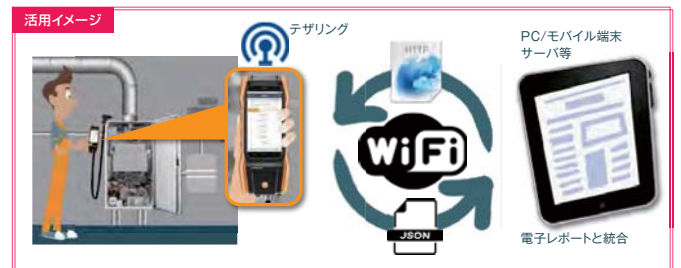 活用イメージ
テザリング
PC/モバイル端末
サーバ等
HTTP
WiFi
JSON
電子レポートと統合